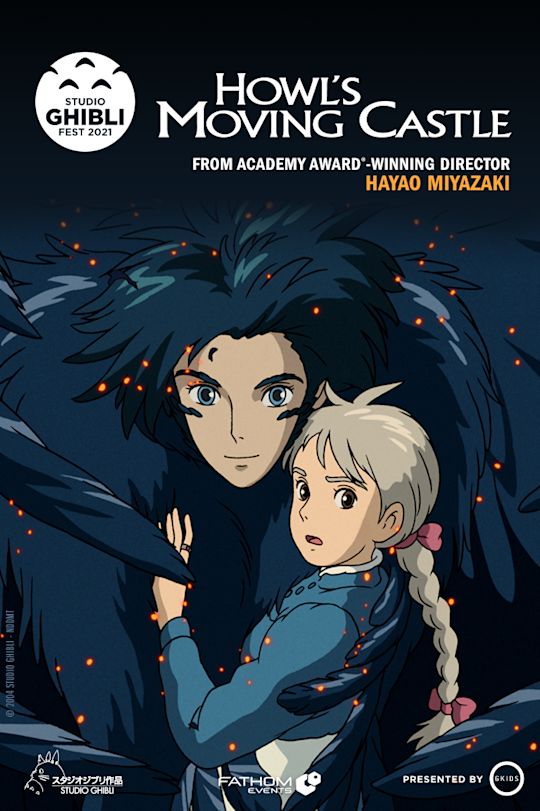 STUDIO
GHIBLI
FEST 2021
HOWL'S
MOVING CASTLE
FROM ACADEMY AWARD®-WINNING DIRECTOR
HAYAO MIYAZAKI
© 2004 STUDIO GHIBLI - NDDMT
スタジオジブリ作品
STUDIO GHIBLI
FATHOM
EVENTS
PRESENTED BY
GKIDS